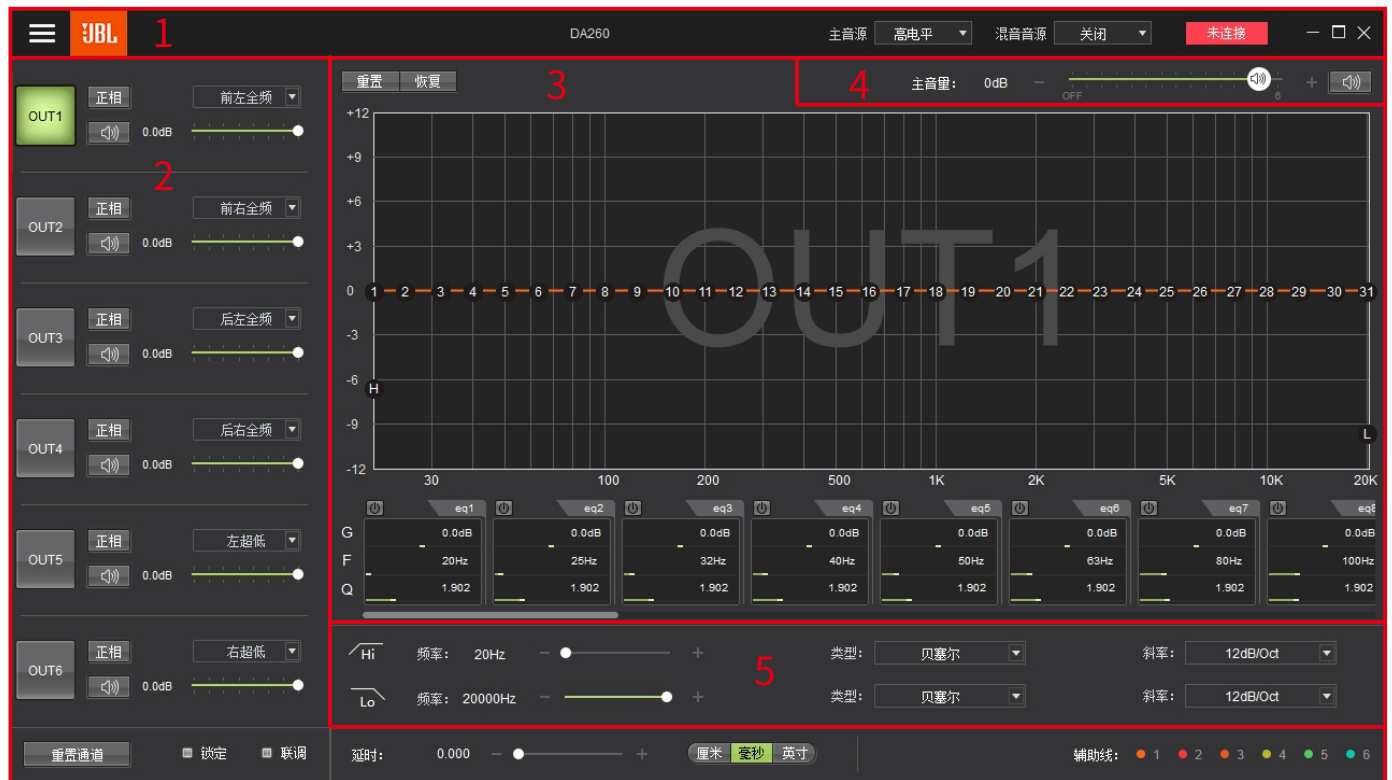 JBL 1 DA260 主音源 高电平 混音音源 关闭 未连接
重置 恢复 3 4 主音量: 0dB OFF 6
OUT1 正相 前左全频
0.0dB
2
OUT2 正相 前右全频
0.0dB
OUT3 正相 后左全频
0.0dB
OUT4 正相 后右全频
0.0dB
OUT5 正相 左超低
0.0dB
OUT6 正相 右超低
0.0dB
重置通道 锁定 联调
+12
+9
+6
+3
0
-3
-6
-9
-12
OUT1
1 2 3 4 5 6 7 8 9 10 11 12 13 14 15 16 17 18 19 20 21 22 23 24 25 26 27 28 29 30 31
H
L
30 100 200 500 1K 2K 5K 10K 20K
eq1 eq2 eq3 eq4 eq5 eq6 eq7 eq8
G 0.0dB 0.0dB 0.0dB 0.0dB 0.0dB 0.0dB 0.0dB 0.0dB
F 20Hz 25Hz 32Hz 40Hz 50Hz 63Hz 80Hz 100Hz
Q 1.902 1.902 1.902 1.902 1.902 1.902 1.902 1.902
Hi 频率: 20Hz 类型: 贝塞尔 斜率: 12dB/Oct
5
Lo 频率: 20000Hz 类型: 贝塞尔 斜率: 12dB/Oct
延时: 0.000 厘米 毫秒 英寸 辅助线: 1 2 3 4 5 6